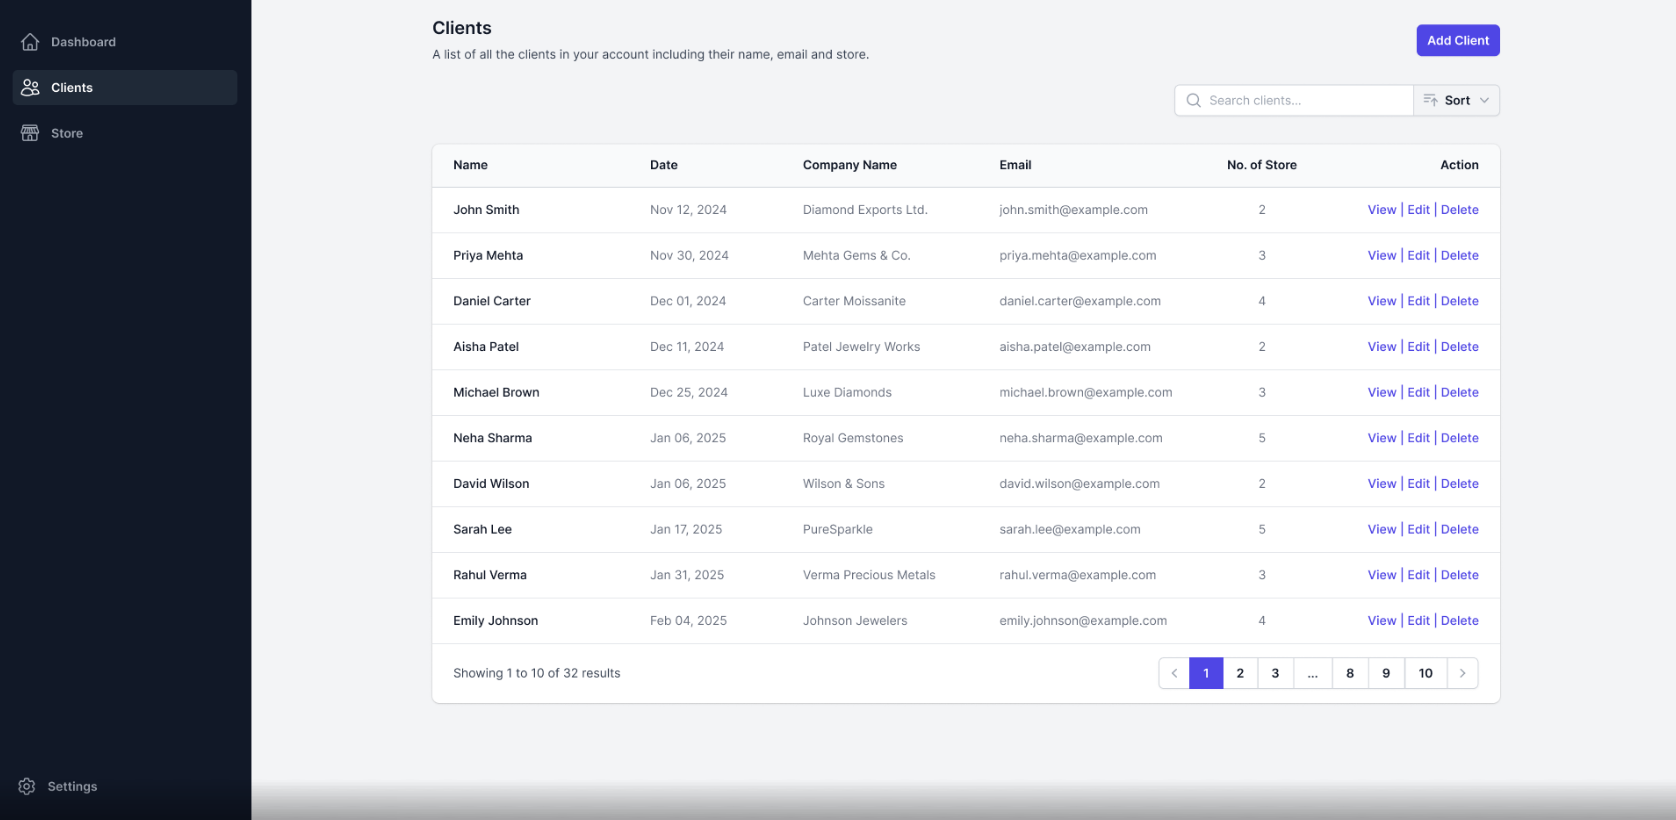 Dashboard
Clients
Store
Settings
Clients
A list of all the clients in your account including their name, email and store.
Add Client
Search clients...
Sort
Name Date Company Name Email No. of Store Action
John Smith Nov 12, 2024 Diamond Exports Ltd. john.smith@example.com 2 View | Edit | Delete
Priya Mehta Nov 30, 2024 Mehta Gems & Co. priya.mehta@example.com 3 View | Edit | Delete
Daniel Carter Dec 01, 2024 Carter Moissanite daniel.carter@example.com 4 View | Edit | Delete
Aisha Patel Dec 11, 2024 Patel Jewelry Works aisha.patel@example.com 2 View | Edit | Delete
Michael Brown Dec 25, 2024 Luxe Diamonds michael.brown@example.com 3 View | Edit | Delete
Neha Sharma Jan 06, 2025 Royal Gemstones neha.sharma@example.com 5 View | Edit | Delete
David Wilson Jan 06, 2025 Wilson & Sons david.wilson@example.com 2 View | Edit | Delete
Sarah Lee Jan 17, 2025 PureSparkle sarah.lee@example.com 5 View | Edit | Delete
Rahul Verma Jan 31, 2025 Verma Precious Metals rahul.verma@example.com 3 View | Edit | Delete
Emily Johnson Feb 04, 2025 Johnson Jewelers emily.johnson@example.com 4 View | Edit | Delete
Showing 1 to 10 of 32 results
1 2 3 ... 8 9 10